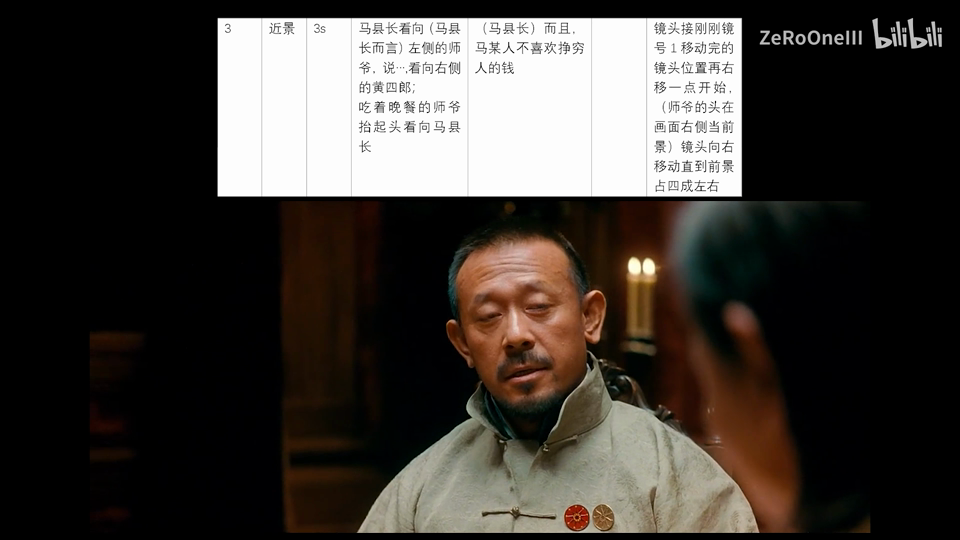 3
近景
3s
马县长看向（马县
长而言）左侧的师
爷，说…,看向右侧
的黄四郎；
吃着晚餐的师爷
抬起头看向马县
长
（马县长）而且，
马某人不喜欢挣穷
人的钱
镜头接刚刚镜
号 1 移动完的
镜头位置再右
移一点开始，
（师爷的头在
画面右侧当前
景）镜头向右
移动直到前景
占四成左右
ZeRoOneIII bilibili